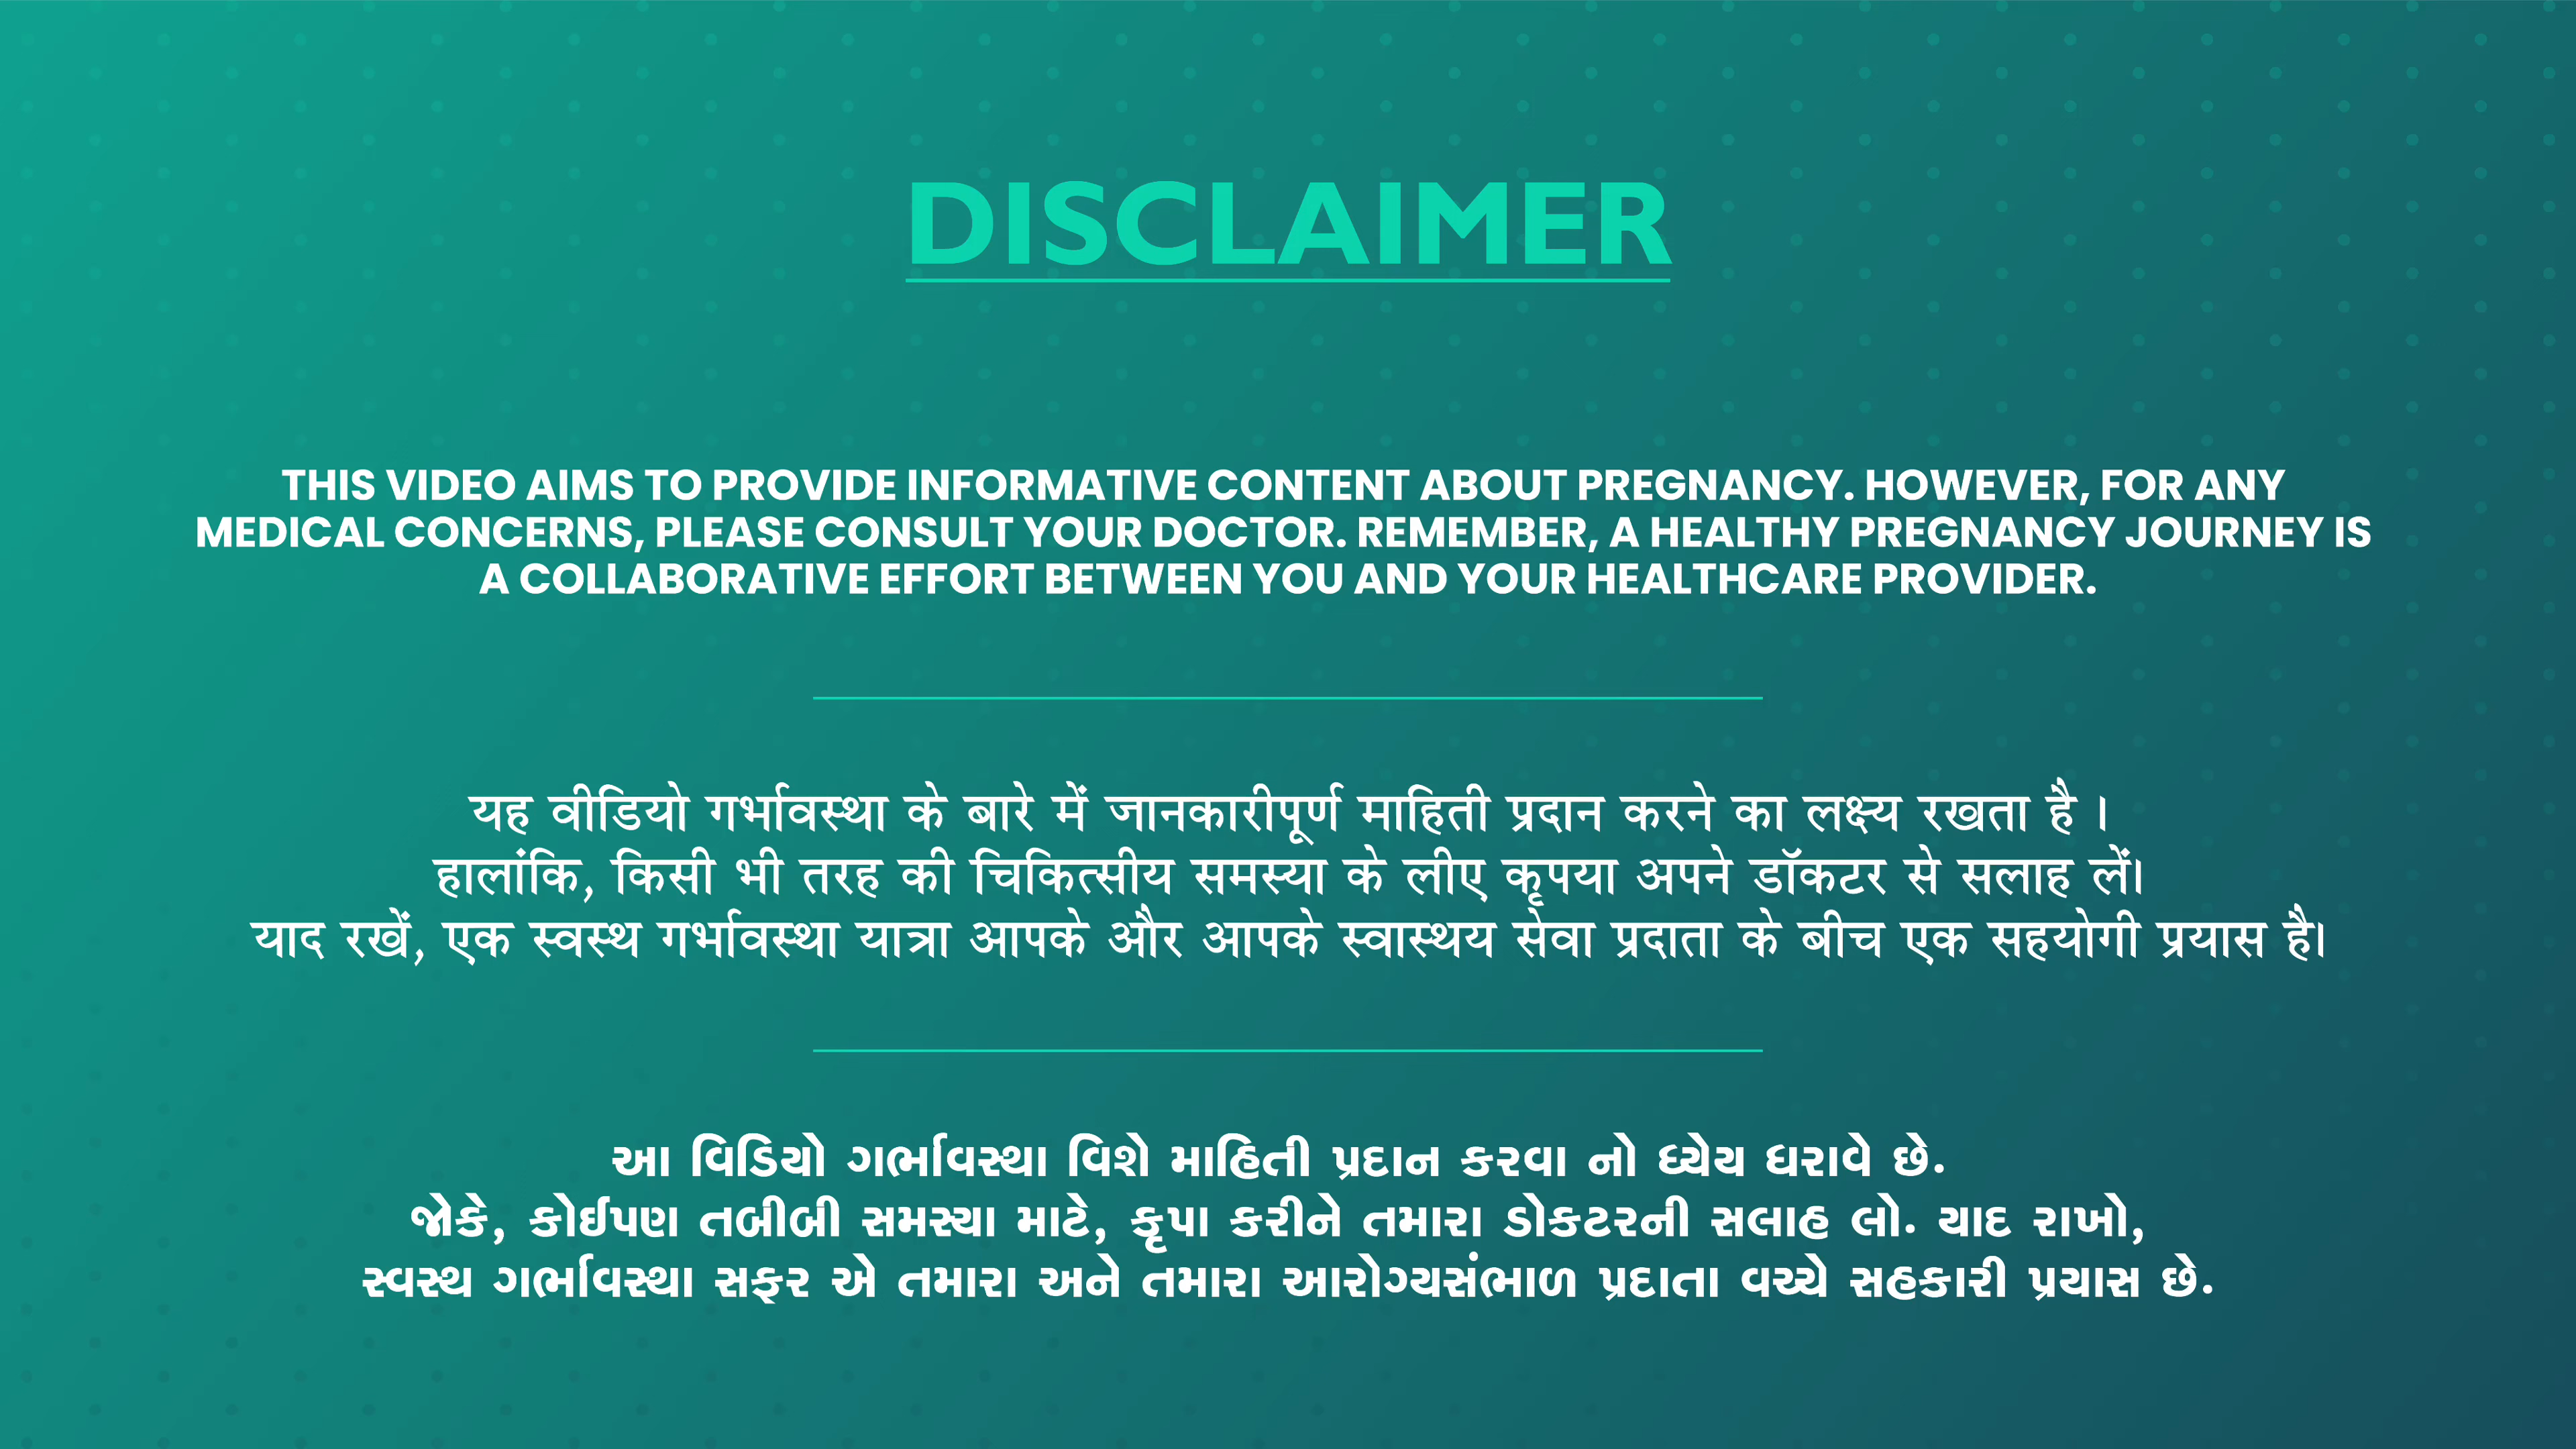 DISCLAIMER
THIS VIDEO AIMS TO PROVIDE INFORMATIVE CONTENT ABOUT PREGNANCY. HOWEVER, FOR ANY
MEDICAL CONCERNS, PLEASE CONSULT YOUR DOCTOR. REMEMBER, A HEALTHY PREGNANCY JOURNEY IS
A COLLABORATIVE EFFORT BETWEEN YOU AND YOUR HEALTHCARE PROVIDER.
यह वीडियो गर्भावस्था के बारे में जानकारीपूर्ण माहिती प्रदान करने का लक्ष्य रखता है ।
हालांकि, किसी भी तरह की चिकित्सीय समस्या के लीए कृपया अपने डॉकटर से सलाह लें।
याद रखें, एक स्वस्थ गर्भावस्था यात्रा आपके और आपके स्वास्थय सेवा प्रदाता के बीच एक सहयोगी प्रयास है।
આ વિડિયો ગર્ભાવસ્થા વિશે માહિતી પ્રદાન કરવા નો ધ્યેય ધરાવે છે.
જોકે, કોઈપણ તબીબી સમસ્યા માટે, કૃપા કરીને તમારા ડોકટરની સલાહ લો. યાદ રાખો,
સ્વસ્થ ગર્ભાવસ્થા સફર એ તમારા અને તમારા આરોગ્યસંભાળ પ્રદાતા વચ્ચે સહકારી પ્રયાસ છે.